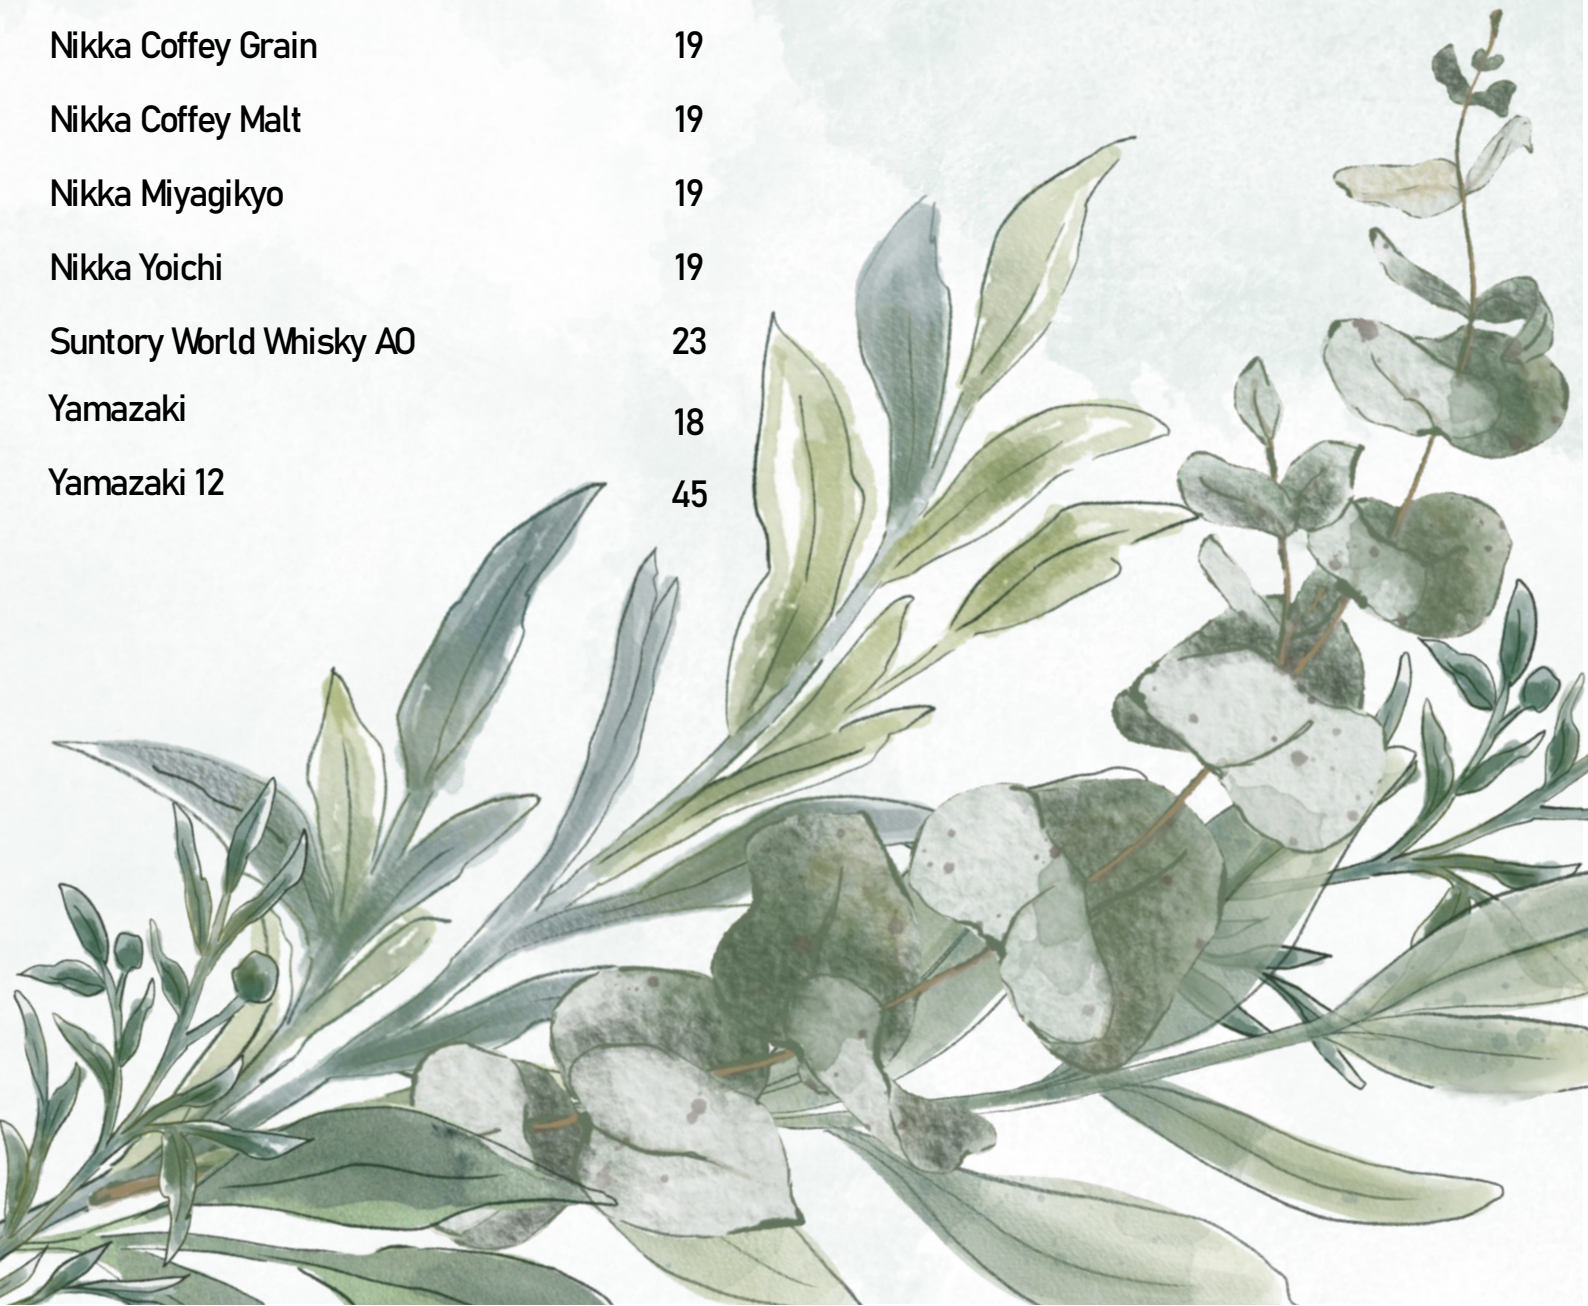 Nikka Coffey Grain 19
Nikka Coffey Malt 19
Nikka Miyagikyo 19
Nikka Yoichi 19
Suntory World Whisky AO 23
Yamazaki 18
Yamazaki 12 45